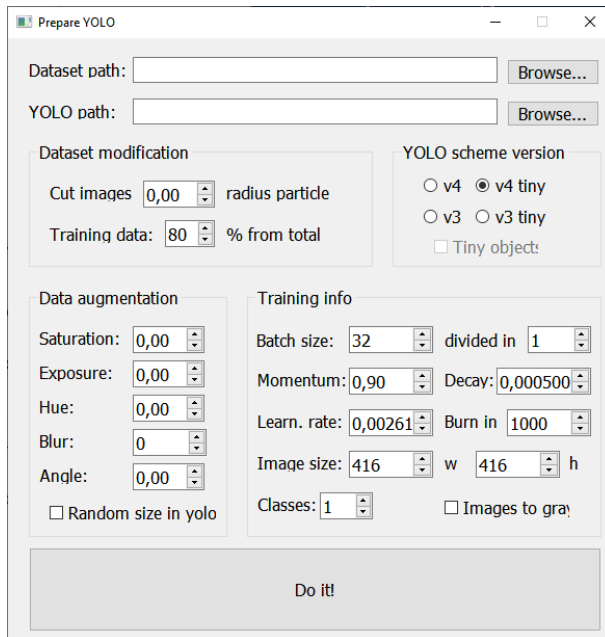 Prepare YOLO
Dataset path: Browse...
YOLO path: Browse...
Dataset modification
Cut images 0,00 radius particle
Training data: 80 % from total
YOLO scheme version
v4 v4 tiny
v3 v3 tiny
Tiny objects
Data augmentation
Saturation: 0,00
Exposure: 0,00
Hue: 0,00
Blur: 0
Angle: 0,00
Random size in yolo
Training info
Batch size: 32 divided in 1
Momentum: 0,90 Decay: 0,000500
Learn. rate: 0,00261 Burn in 1000
Image size: 416 w 416 h
Classes: 1 Images to gray
Do it!